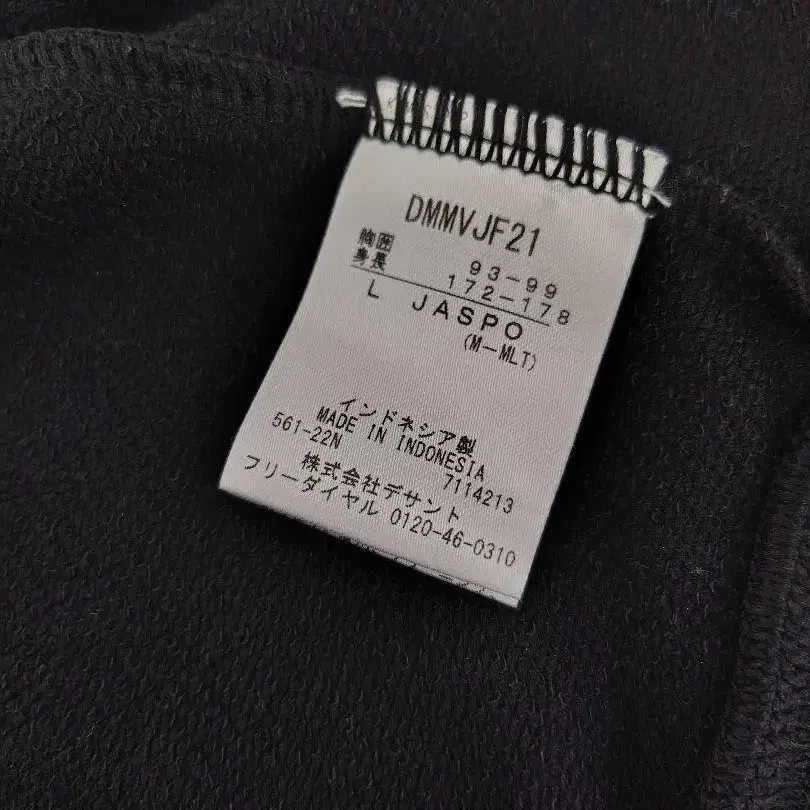 DMMVJF21
胸囲 93-99
身長 172-178
L JASPO
(M-MLT)
インドネシア製
MADE IN INDONESIA
561-22N 7114213
株式会社デサント
フリーダイヤル 0120-46-0310